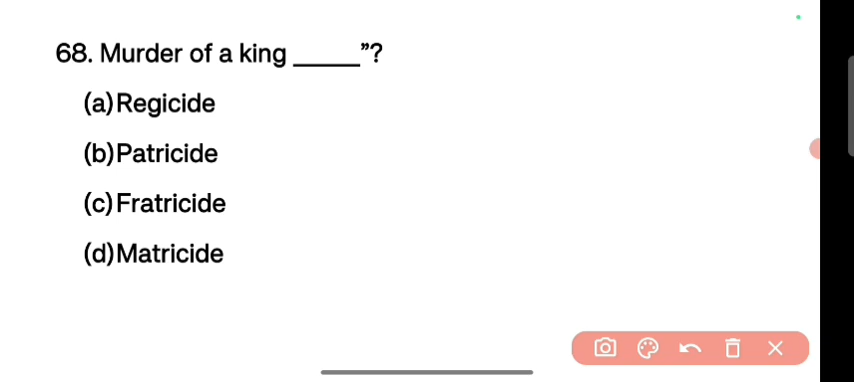 68. Murder of a king _____”?
(a)Regicide
(b)Patricide
(c)Fratricide
(d)Matricide